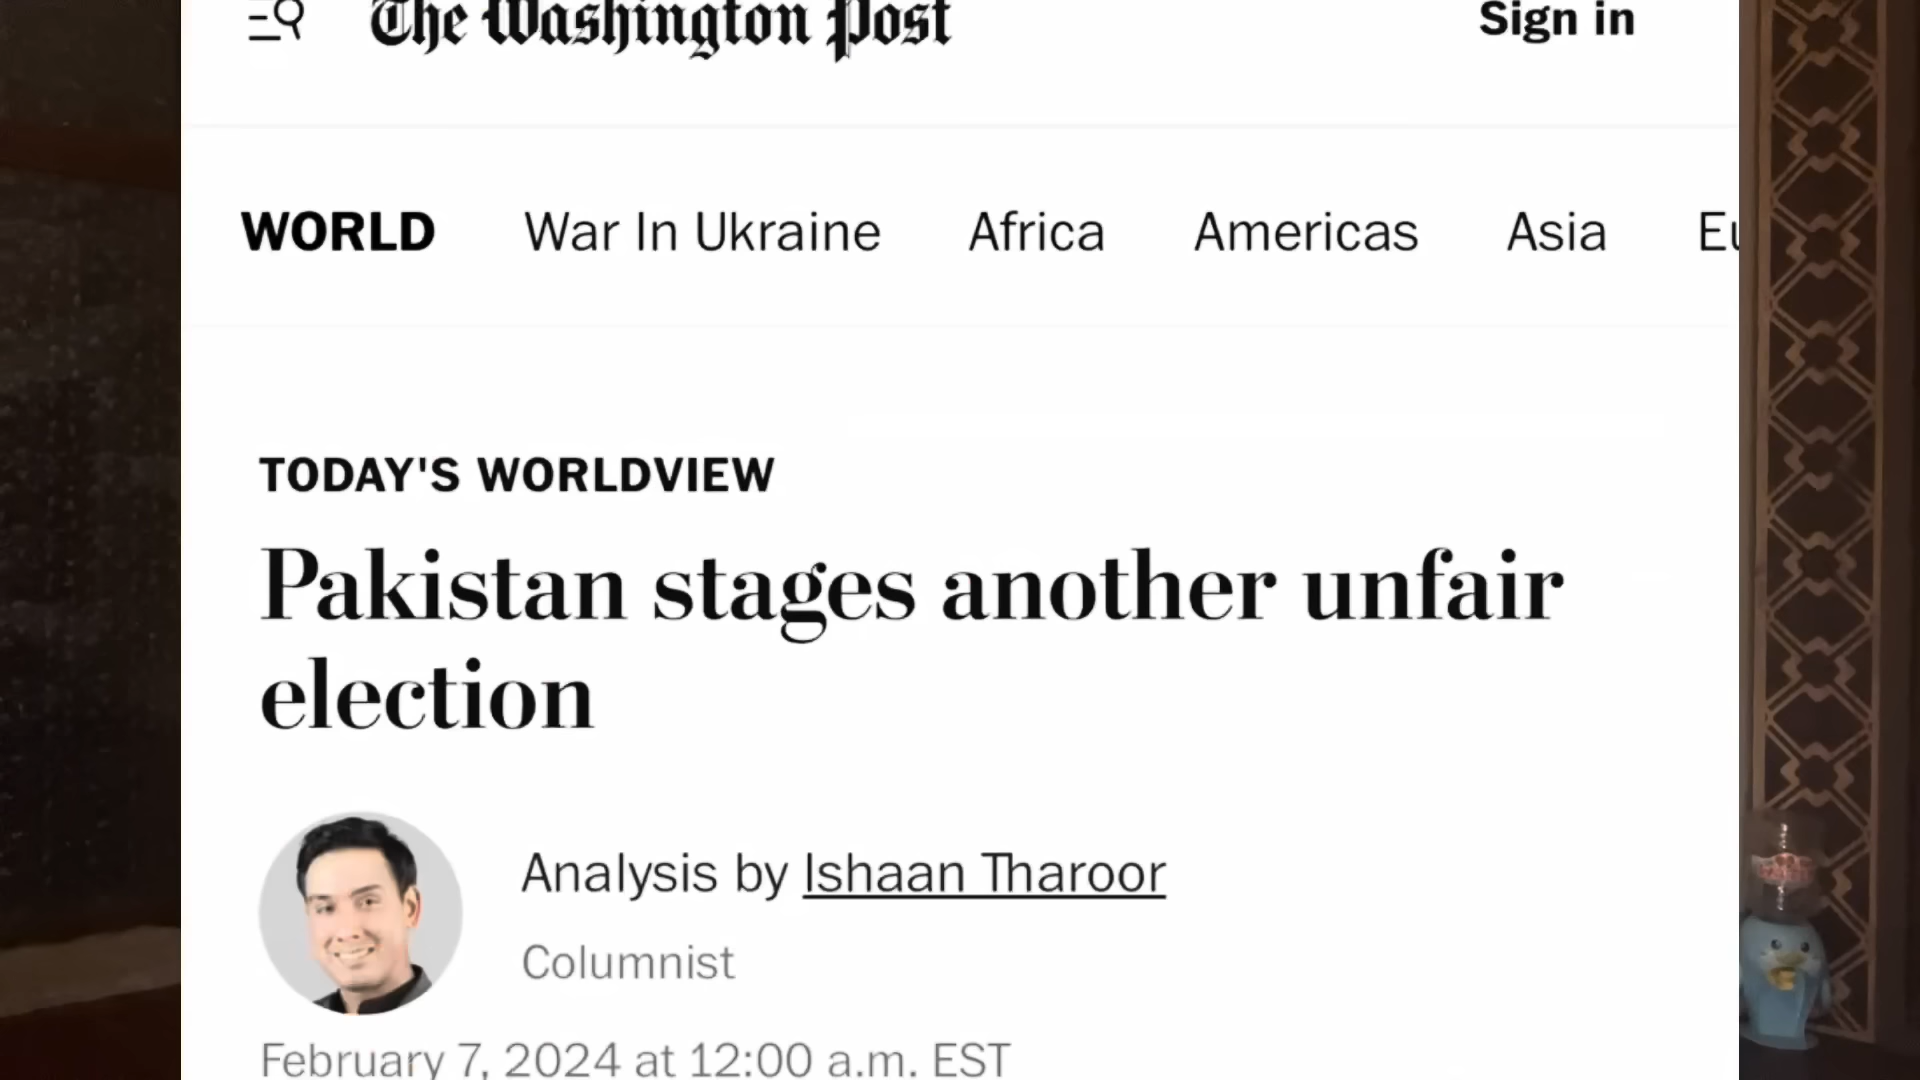 The Washington Post
Sign in
WORLD War In Ukraine Africa Americas Asia
TODAY'S WORLDVIEW
Pakistan stages another unfair
election
Analysis by Ishaan Tharoor
Columnist
February 7, 2024 at 12:00 a.m. EST